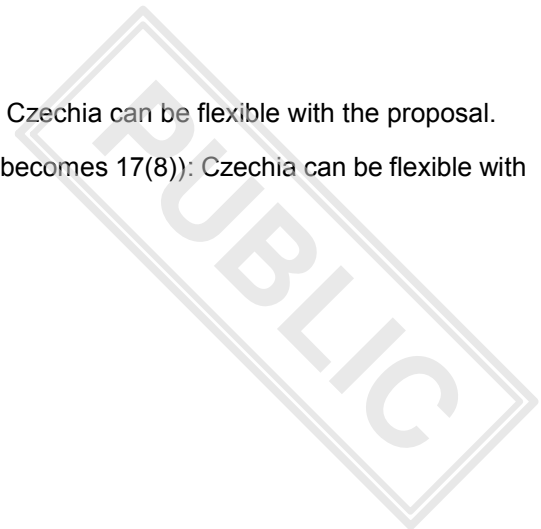 Czechia can be flexible with the proposal.
becomes 17(8)): Czechia can be flexible with
PUBLIC